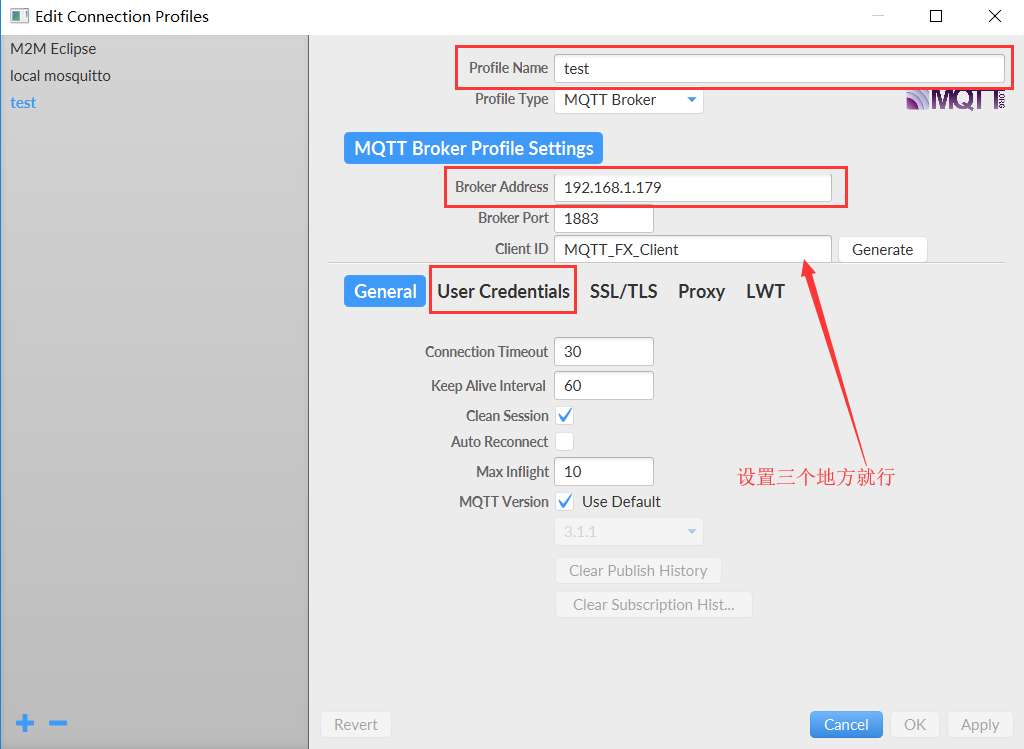 Edit Connection Profiles
M2M Eclipse
local mosquitto
test
Profile Name test
Profile Type MQTT Broker
MQTT.ORG
MQTT Broker Profile Settings
Broker Address 192.168.1.179
Broker Port 1883
Client ID MQTT_FX_Client Generate
General User Credentials SSL/TLS Proxy LWT
Connection Timeout 30
Keep Alive Interval 60
Clean Session
Auto Reconnect
Max Inflight 10
设置三个地方就行
MQTT Version Use Default
3.1.1
Clear Publish History
Clear Subscription Hist...
Revert Cancel OK Apply